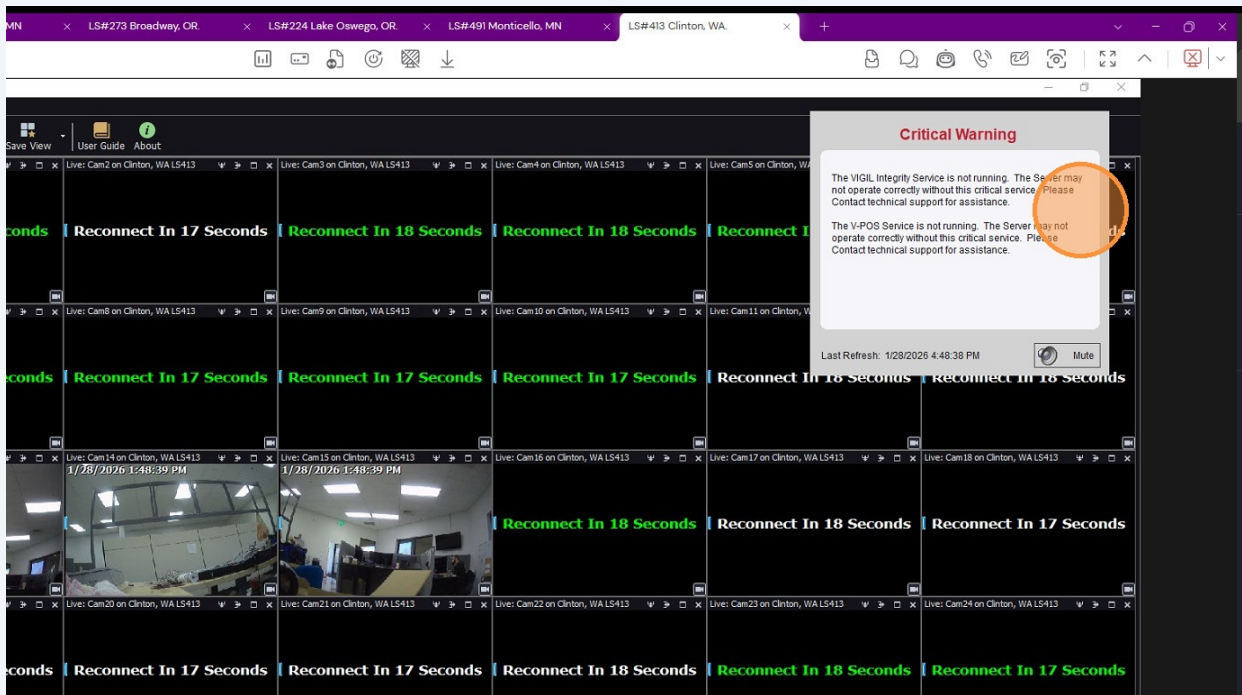 MN
LS#273 Broadway, OR.
LS#224 Lake Oswego, OR.
LS#491 Monticello, MN
LS#413 Clinton, WA.
Save View
User Guide
About
Live: Cam2 on Clinton, WA LS413
Live: Cam3 on Clinton, WA LS413
Live: Cam4 on Clinton, WA LS413
Live: Cam5 on Clinton, WA
conds
Reconnect In 17 Seconds
Reconnect In 18 Seconds
Reconnect In 18 Seconds
Reconnect I
ds
Critical Warning
The VIGIL Integrity Service is not running. The Server may
not operate correctly without this critical service. Please
Contact technical support for assistance.
The V-POS Service is not running. The Server may not
operate correctly without this critical service. Please
Contact technical support for assistance.
Last Refresh: 1/28/2026 4:48:38 PM
Mute
Live: Cam8 on Clinton, WA LS413
Live: Cam9 on Clinton, WA LS413
Live: Cam10 on Clinton, WA LS413
Live: Cam11 on Clinton, W
conds
Reconnect In 17 Seconds
Reconnect In 17 Seconds
Reconnect In 17 Seconds
Reconnect In 18 Seconds
Reconnect In 18 Seconds
Live: Cam14 on Clinton, WA LS413
Live: Cam15 on Clinton, WA LS413
Live: Cam16 on Clinton, WA LS413
Live: Cam17 on Clinton, WA LS413
Live: Cam18 on Clinton, WA LS413
1/28/2026 1:48:39 PM
1/28/2026 1:48:39 PM
Reconnect In 18 Seconds
Reconnect In 18 Seconds
Reconnect In 17 Seconds
Live: Cam20 on Clinton, WA LS413
Live: Cam21 on Clinton, WA LS413
Live: Cam22 on Clinton, WA LS413
Live: Cam23 on Clinton, WA LS413
Live: Cam24 on Clinton, WA LS413
conds
Reconnect In 17 Seconds
Reconnect In 17 Seconds
Reconnect In 18 Seconds
Reconnect In 18 Seconds
Reconnect In 17 Seconds